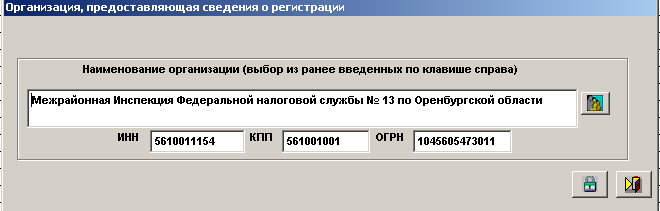 Организация, предоставляющая сведения о регистрации
Наименование организации (выбор из ранее введенных по клавише справа)
Межрайонная Инспекция Федеральной налоговой службы № 13 по Оренбургской области
ИНН 5610011154 КПП 561001001 ОГРН 1045605473011